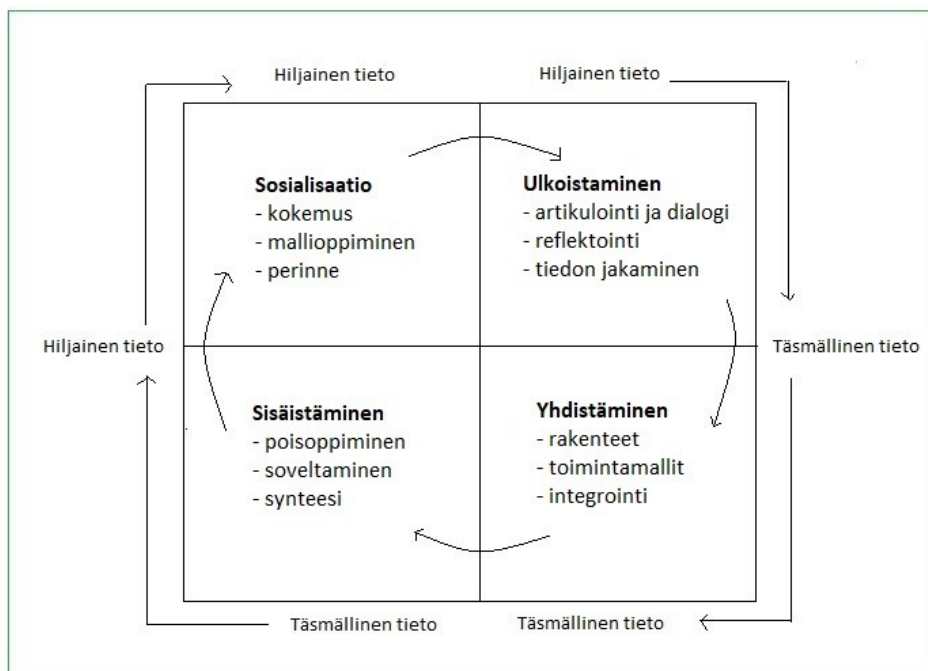 Hiljainen tieto
Hiljainen tieto
Sosialisaatio
- kokemus
- mallioppiminen
- perinne
Ulkoistaminen
- artikulointi ja dialogi
- reflektointi
- tiedon jakaminen
Hiljainen tieto
Täsmällinen tieto
Sisäistäminen
- poisoppiminen
- soveltaminen
- synteesi
Yhdistäminen
- rakenteet
- toimintamallit
- integrointi
Täsmällinen tieto
Täsmällinen tieto